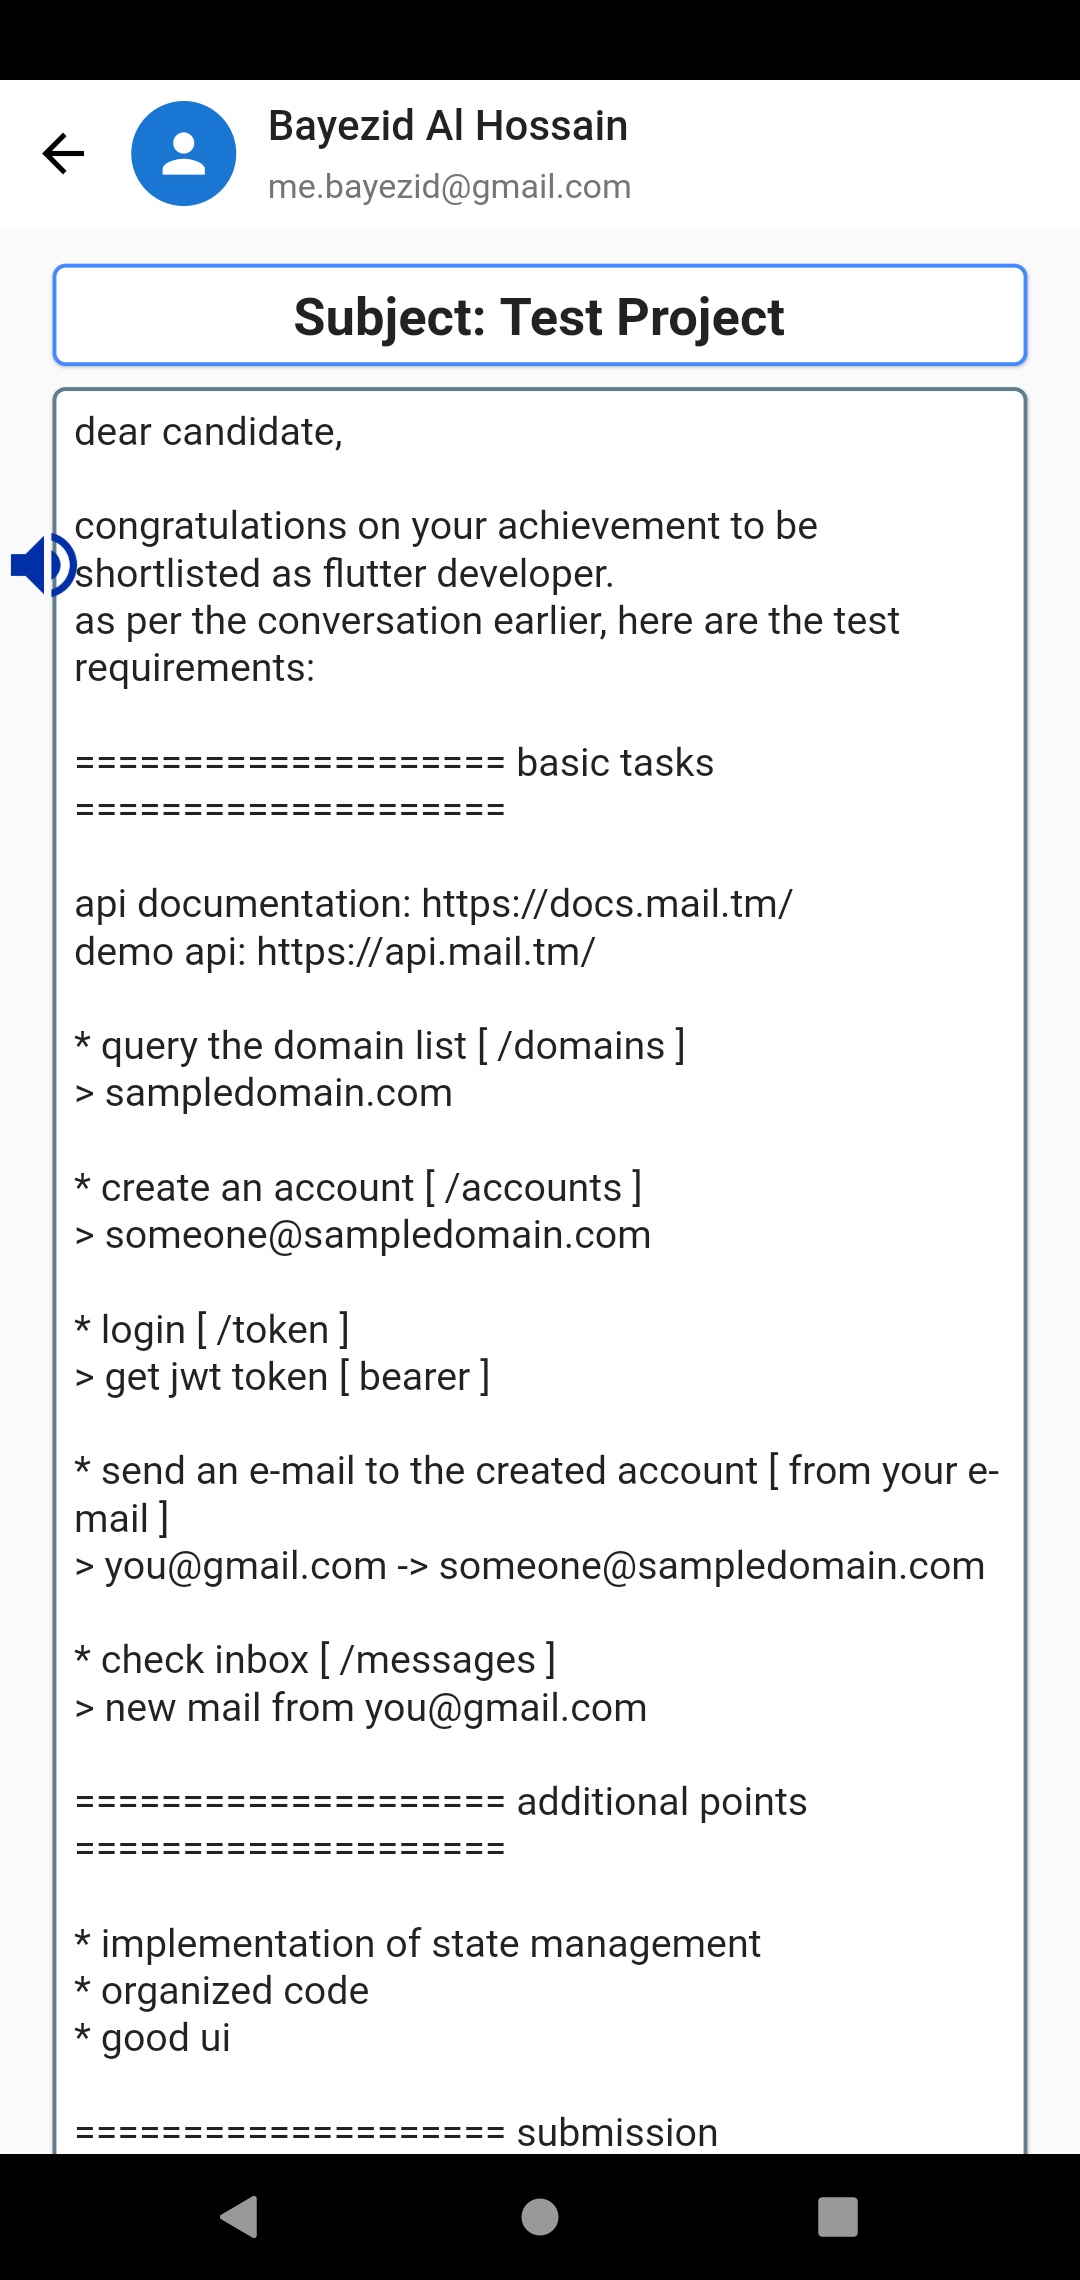 Bayezid Al Hossain
me.bayezid@gmail.com
Subject: Test Project
dear candidate,
congratulations on your achievement to be
shortlisted as flutter developer.
as per the conversation earlier, here are the test
requirements:
==================== basic tasks
====================
api documentation: https://docs.mail.tm/
demo api: https://api.mail.tm/
* query the domain list [ /domains ]
> sampledomain.com
* create an account [ /accounts ]
> someone@sampledomain.com
* login [ /token ]
> get jwt token [ bearer ]
* send an e-mail to the created account [ from your e-
mail ]
> you@gmail.com -> someone@sampledomain.com
* check inbox [ /messages ]
> new mail from you@gmail.com
==================== additional points
====================
* implementation of state management
* organized code
* good ui
==================== submission